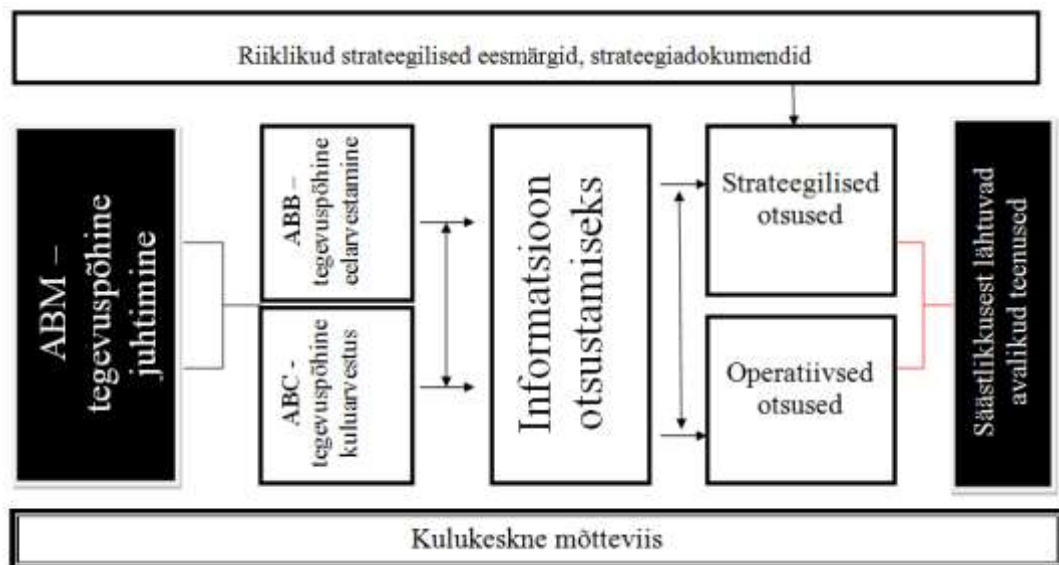 Riiklikud strateegilised eesmärgid, strateegiadokumendid
ABM –
tegevuspõhine
juhtimine
ABB –
tegevuspõhine
eelarvestamine
ABC -
tegevuspõhine
kuluarvestus
Informatsioon
otsustamiseks
Strateegilised
otsused
Operatiivsed
otsused
Säästlikkusest lähtuvad
avalikud teenused
Kulukeskne mõtteviis